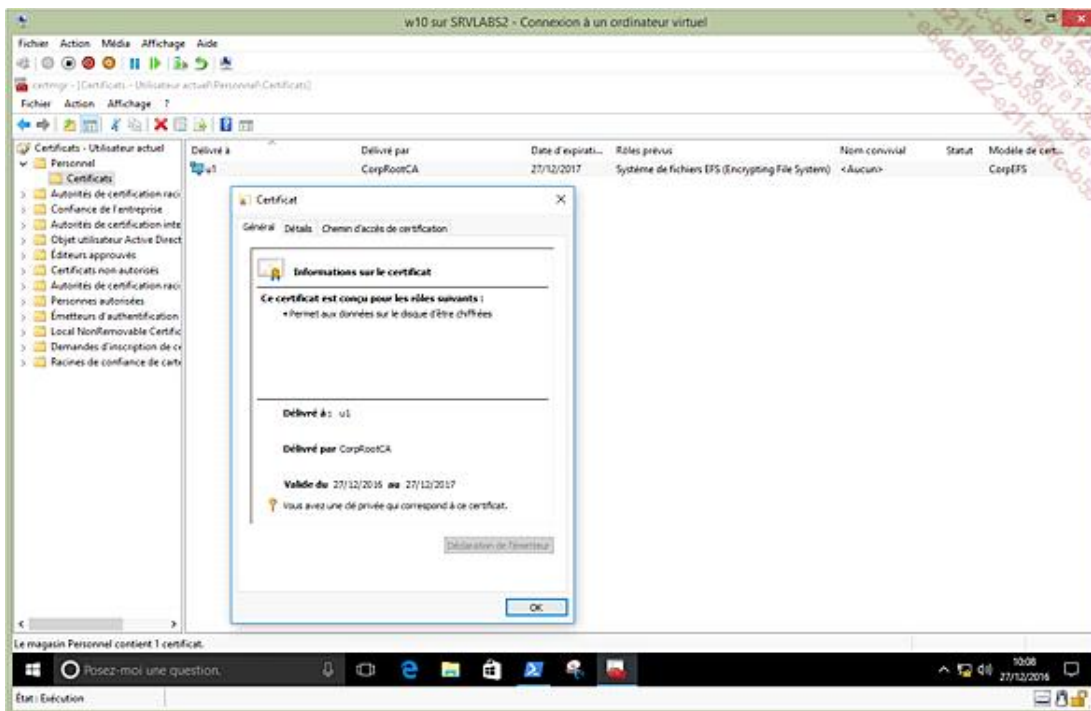 w10 sur SRVLABS2 - Connexion à un ordinateur virtuel
Fichier Action Média Affichage Aide
certmgr - [Certificats - Utilisateur actuel\Personnel\Certificats]
Fichier Action Affichage ?
Certificats - Utilisateur actuel
Délivré à Délivré par Date d'expirati... Rôles prévus Nom convivial Statut Modèle de cert...
Personnel
u1 CorpRootCA 27/12/2017 Système de fichiers EFS (Encrypting File System) <Aucun> CorpEFS
Certificats
Autorités de certification raci
Confiance de l'entreprise
Autorités de certification inte
Objet utilisateur Active Direct
Éditeurs approuvés
Certificats non autorisés
Autorités de certification raci
Personnes autorisées
Émetteurs d'authentification
Local NonRemovable Certific
Demandes d'inscription de ce
Racines de confiance de carte
Certificat
Général Détails Chemin d'accès de certification
Informations sur le certificat
Ce certificat est conçu pour les rôles suivants :
• Permet aux données sur le disque d'être chiffrées
Délivré à : u1
Délivré par CorpRootCA
Valide du 27/12/2016 au 27/12/2017
Vous avez une clé privée qui correspond à ce certificat.
Déclaration de l'émetteur
OK
Le magasin Personnel contient 1 certificat.
Posez-moi une question.
10:08
27/12/2016
État : Exécution